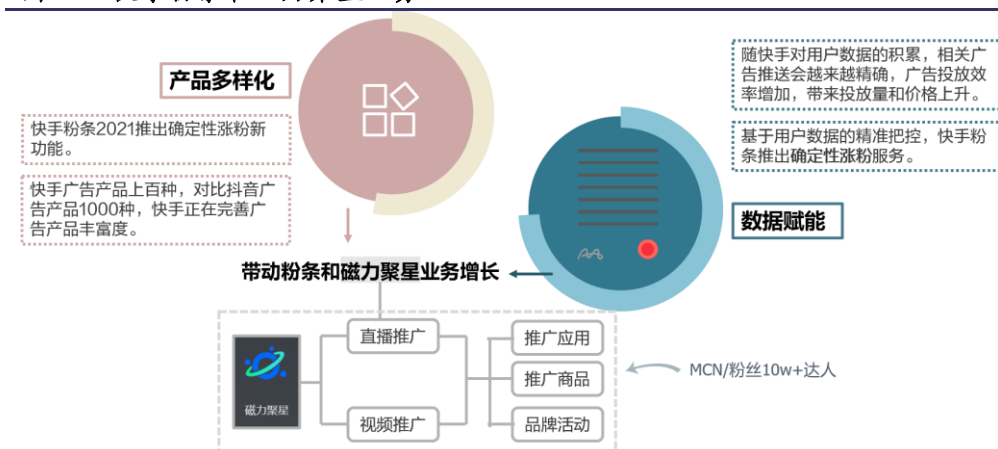 产品多样化
快手粉条2021推出确定性涨粉新
功能。
快手广告产品上百种，对比抖音广
告产品1000种，快手正在完善广
告产品丰富度。
随快手对用户数据的积累，相关广
告推送会越来越精确，广告投放效
率增加，带来投放量和价格上升。
基于用户数据的精准把控，快手粉
条推出确定性涨粉服务。
数据赋能
带动粉条和磁力聚星业务增长
磁力聚星
直播推广
视频推广
推广应用
推广商品
品牌活动
MCN/粉丝10w+达人